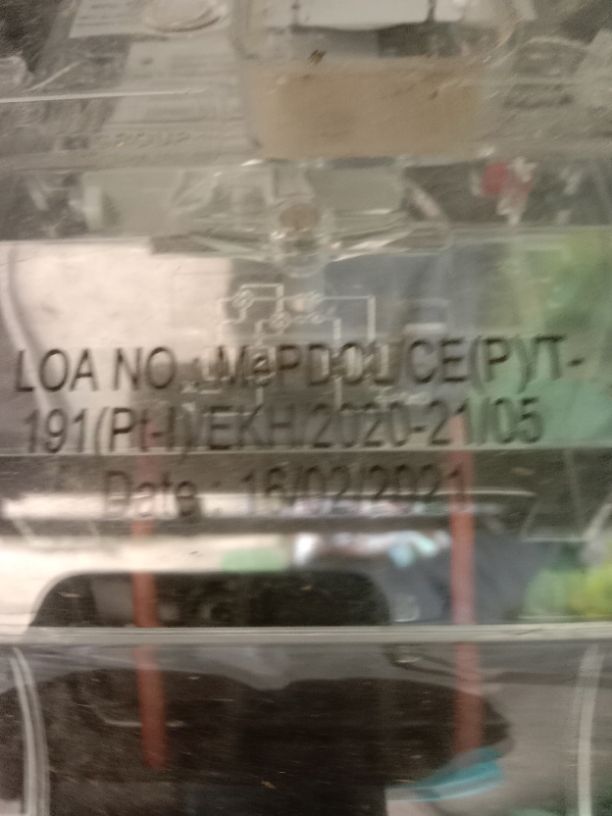 LOA NO : MePDCL/CE(P)/T-
191(Pt-I)/EKH/2020-21/05
Date : 16/02/2021